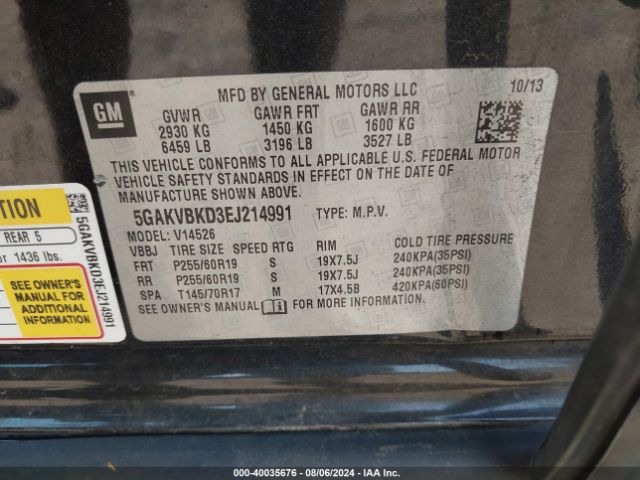 GM
MFD BY GENERAL MOTORS LLC
10/13
GVWR GAWR FRT GAWR RR
2930 KG 1450 KG 1600 KG
6459 LB 3196 LB 3527 LB
THIS VEHICLE CONFORMS TO ALL APPLICABLE U.S. FEDERAL MOTOR
VEHICLE SAFETY STANDARDS IN EFFECT ON THE DATE OF
MANUFACTURE SHOWN ABOVE.
5GAKVBKD3EJ214991 TYPE: M.P.V.
MODEL: V14526
VBBJ TIRE SIZE SPEED RTG RIM COLD TIRE PRESSURE
FRT P255/60R19 S 19X7.5J 240KPA(35PSI)
RR P255/60R19 S 19X7.5J 240KPA(35PSI)
SPA T145/70R17 M 17X4.5B 420KPA(60PSI)
SEE OWNER'S MANUAL FOR MORE INFORMATION.
REAR 5
1436 lbs.
SEE OWNER'S
MANUAL FOR
ADDITIONAL
INFORMATION
5GAKVBKD3EJ214991
000-40035676 - 08/06/2024 - IAA Inc.